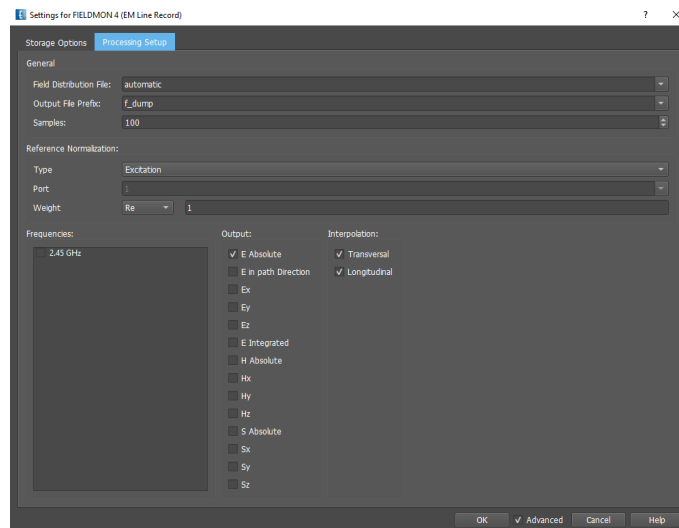 Settings for FIELDMON 4 (EM Line Record)
Storage Options Processing Setup
General
Field Distribution File: automatic
Output File Prefix: f_dump
Samples: 100
Reference Normalization:
Type Excitation
Port 1
Weight Re 1
Frequencies: Output: Interpolation:
2.45 GHz E Absolute Transversal
E in path Direction Longitudinal
Ex
Ey
Ez
E Integrated
H Absolute
Hx
Hy
Hz
S Absolute
Sx
Sy
Sz
OK Advanced Cancel Help